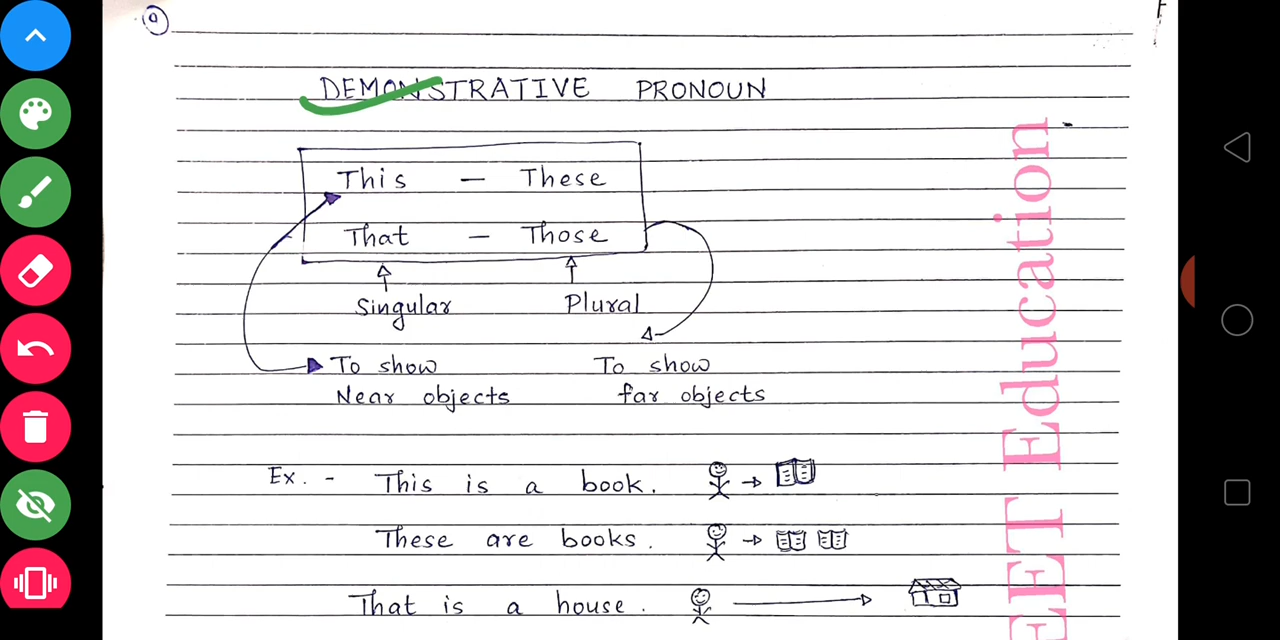 DEMONSTRATIVE PRONOUN
This - These
That - Those
Singular Plural
To show To show
Near objects far objects
Ex. - This is a book.
These are books.
That is a house.
EET Education